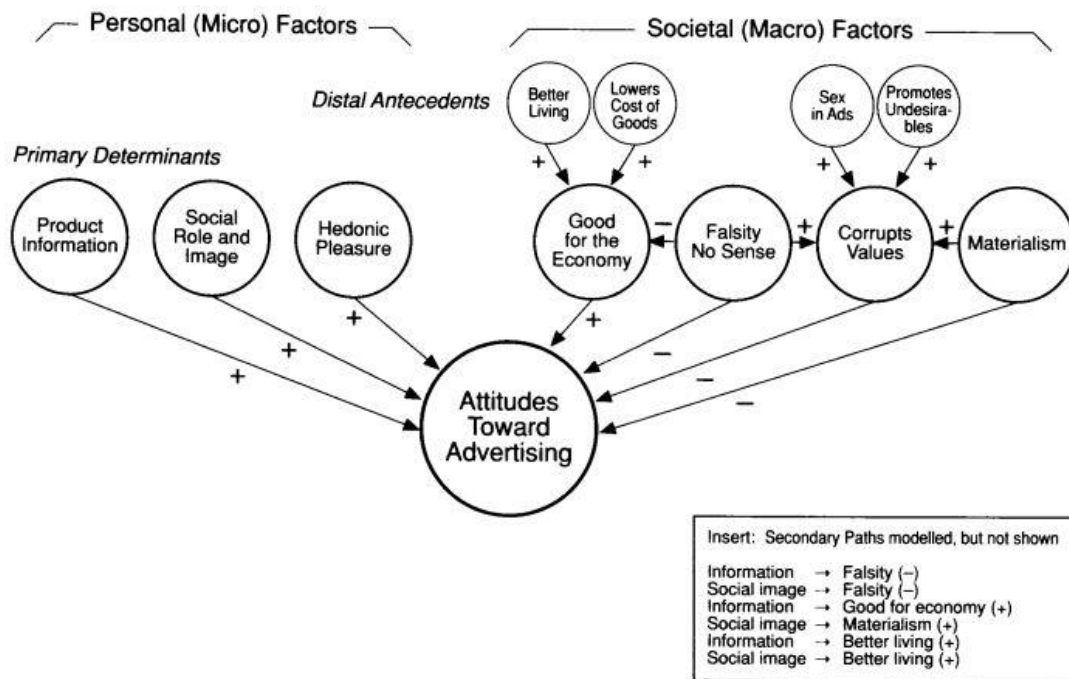 Personal (Micro) Factors
Societal (Macro) Factors
Distal Antecedents
Better
Living
Lowers
Cost of
Goods
Sex
in Ads
Promotes
Undesira-
bles
+
+
+
+
Primary Determinants
Product
Information
Social
Role and
Image
Hedonic
Pleasure
Good
for the
Economy
–
Falsity
No Sense
+
Corrupts
Values
+
Materialism
+
+
+
+
–
–
–
Attitudes
Toward
Advertising
Insert: Secondary Paths modelled, but not shown
Information → Falsity (–)
Social image → Falsity (–)
Information → Good for economy (+)
Social image → Materialism (+)
Information → Better living (+)
Social image → Better living (+)